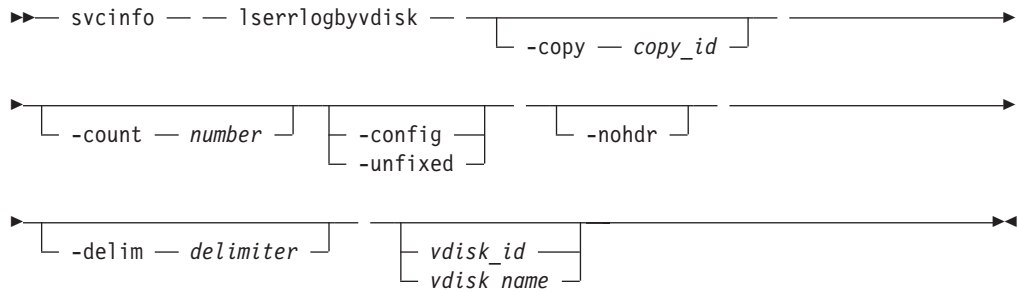 svcinfo lserrlogbyvdisk
-copy copy_id
-count number -config -nohdr
-unfixed
-delim delimiter vdisk_id
vdisk_name